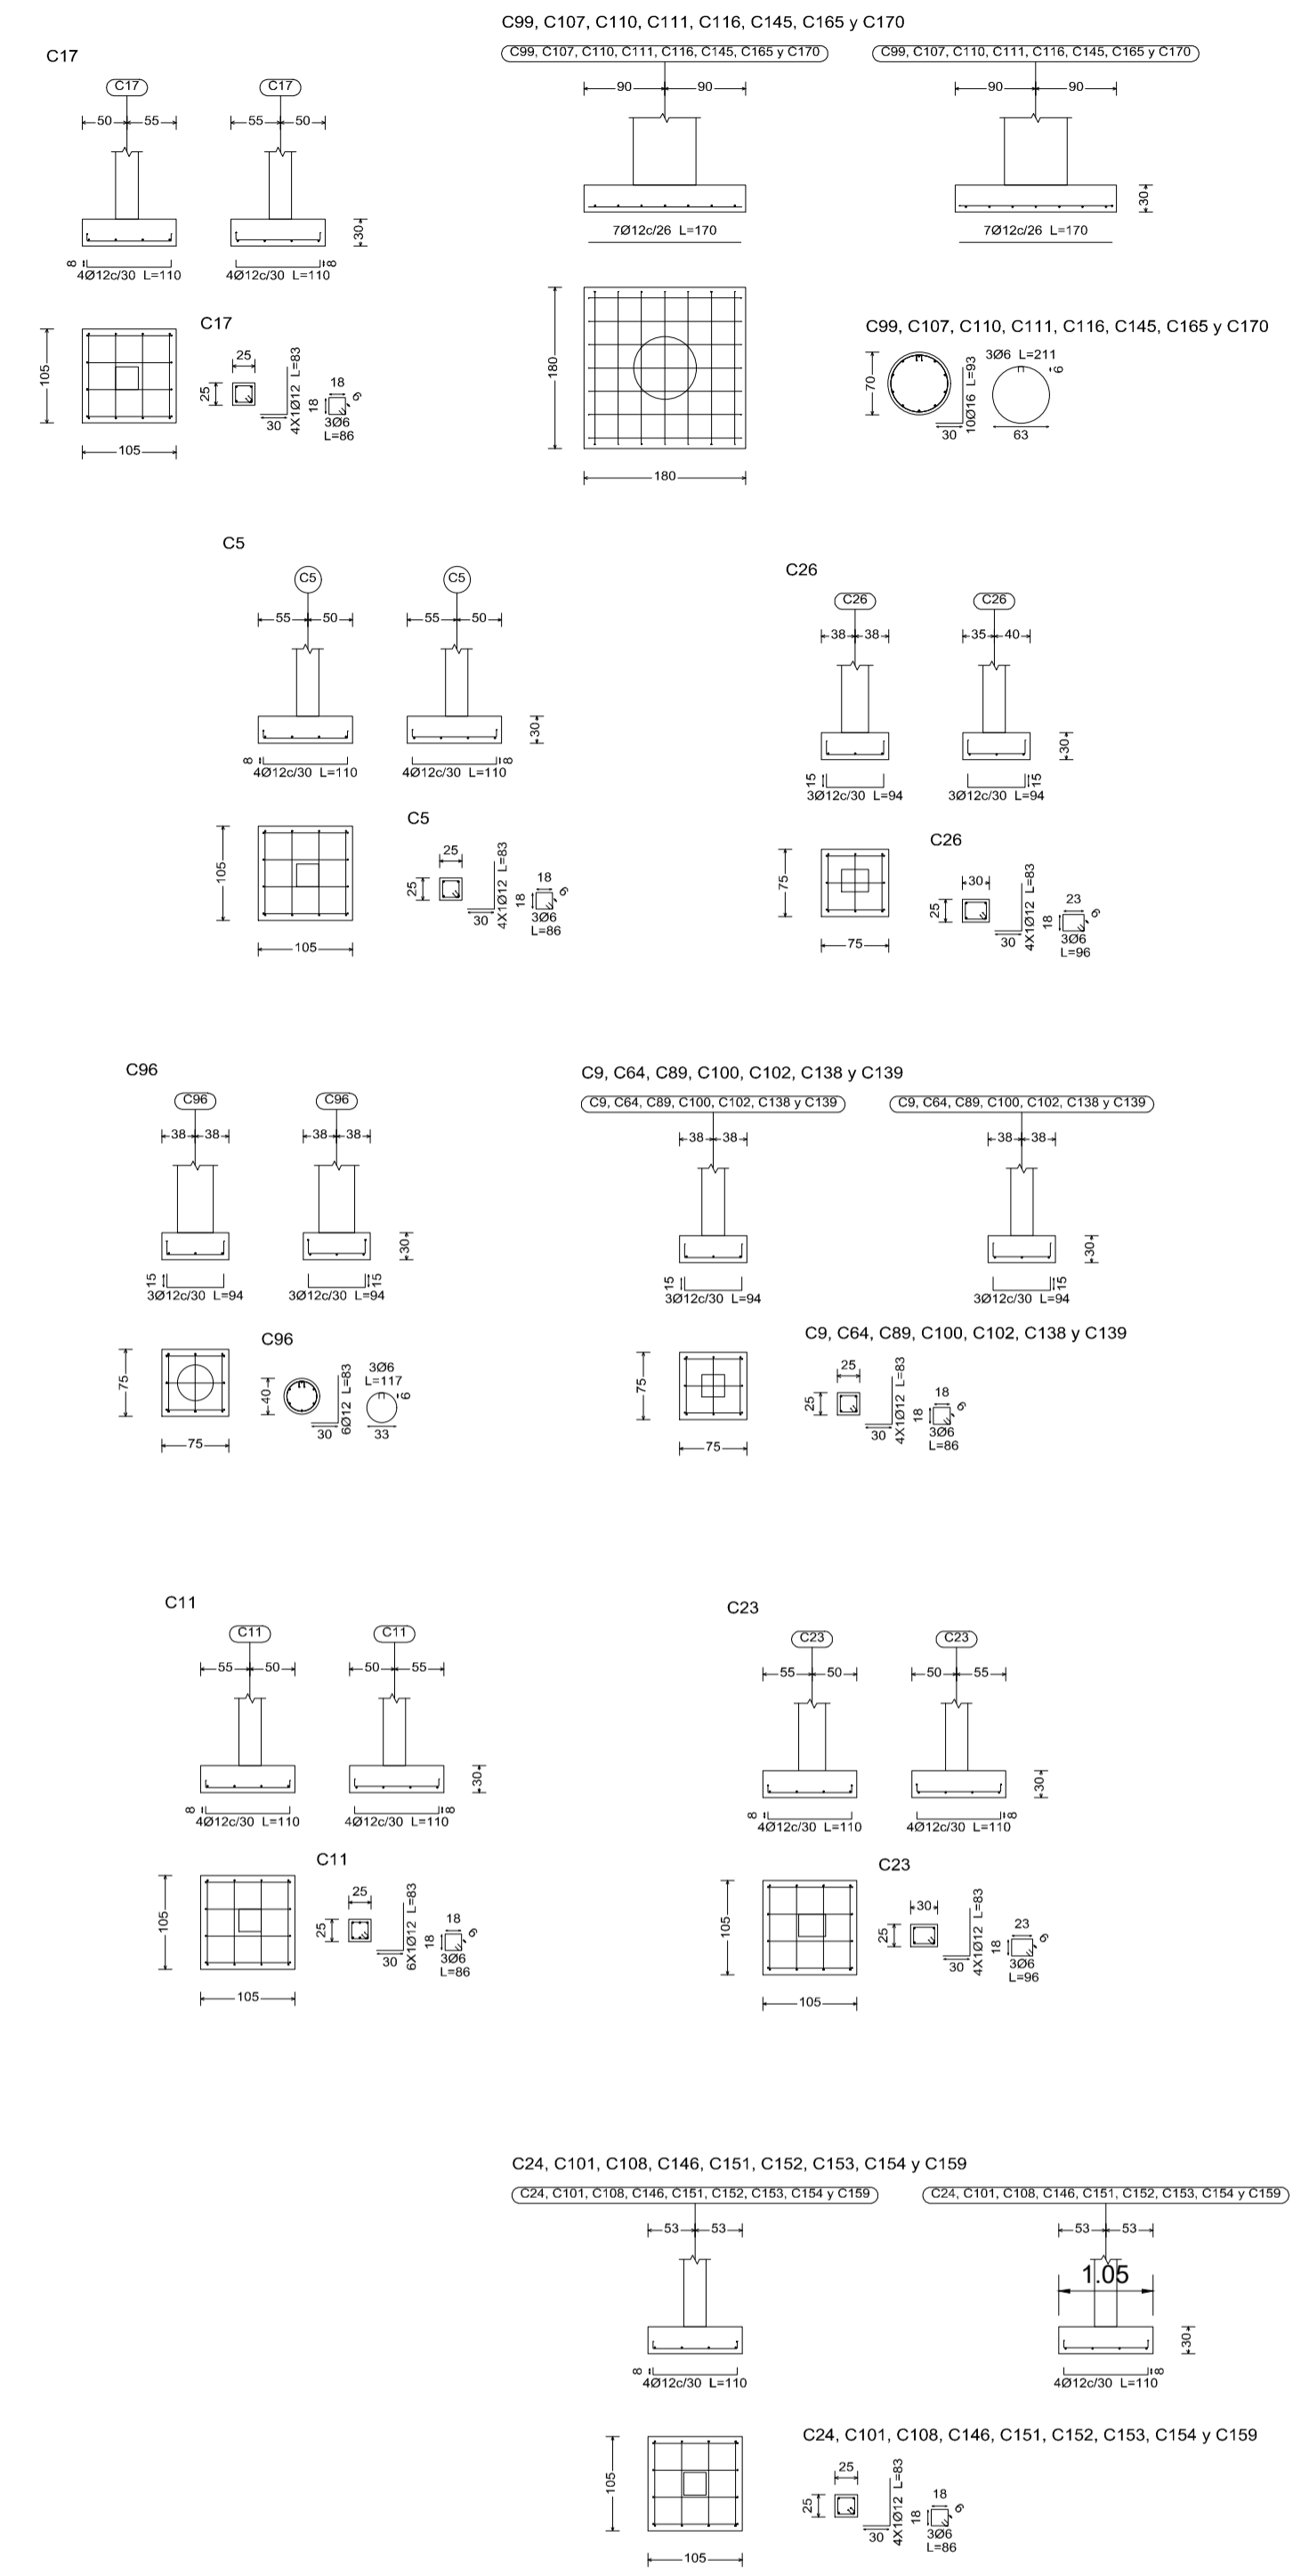 C17
C17 C17
50 55 55 50
30
8 8
4Ø12c/30 L=110 4Ø12c/30 L=110
105
105
C17
25
25
30
4X1Ø12 L=83
18
18
6
3Ø6
L=86
C99, C107, C110, C111, C116, C145, C165 y C170
C99, C107, C110, C111, C116, C145, C165 y C170 C99, C107, C110, C111, C116, C145, C165 y C170
90 90 90 90
30
7Ø12c/26 L=170 7Ø12c/26 L=170
180
180
C99, C107, C110, C111, C116, C145, C165 y C170
70
30
10Ø16 L=93
3Ø6 L=211
6
63
C5
C5 C5
55 50 55 50
30
8 8
4Ø12c/30 L=110 4Ø12c/30 L=110
105
105
C5
25
25
30
4X1Ø12 L=83
18
18
6
3Ø6
L=86
C26
C26 C26
38 38 35 40
30
15 15
3Ø12c/30 L=94 3Ø12c/30 L=94
75
75
C26
30
25
30
4X1Ø12 L=83
23
18
6
3Ø6
L=96
C96
C96 C96
38 38 38 38
30
15 15
3Ø12c/30 L=94 3Ø12c/30 L=94
75
75
C96
40
30
6Ø12 L=83
3Ø6
L=117
6
33
C9, C64, C89, C100, C102, C138 y C139
C9, C64, C89, C100, C102, C138 y C139 C9, C64, C89, C100, C102, C138 y C139
38 38 38 38
30
15 15
3Ø12c/30 L=94 3Ø12c/30 L=94
75
75
C9, C64, C89, C100, C102, C138 y C139
25
25
30
4X1Ø12 L=83
18
18
6
3Ø6
L=86
C11
C11 C11
55 50 50 55
30
8 8
4Ø12c/30 L=110 4Ø12c/30 L=110
105
105
C11
25
25
30
6X1Ø12 L=83
18
18
6
3Ø6
L=86
C23
C23 C23
55 50 50 55
30
8 8
4Ø12c/30 L=110 4Ø12c/30 L=110
105
105
C23
30
25
30
4X1Ø12 L=83
23
18
6
3Ø6
L=96
C24, C101, C108, C146, C151, C152, C153, C154 y C159
C24, C101, C108, C146, C151, C152, C153, C154 y C159 C24, C101, C108, C146, C151, C152, C153, C154 y C159
53 53 53 53
1.05
30
8 8
4Ø12c/30 L=110 4Ø12c/30 L=110
105
105
C24, C101, C108, C146, C151, C152, C153, C154 y C159
25
25
30
4X1Ø12 L=83
18
18
6
3Ø6
L=86